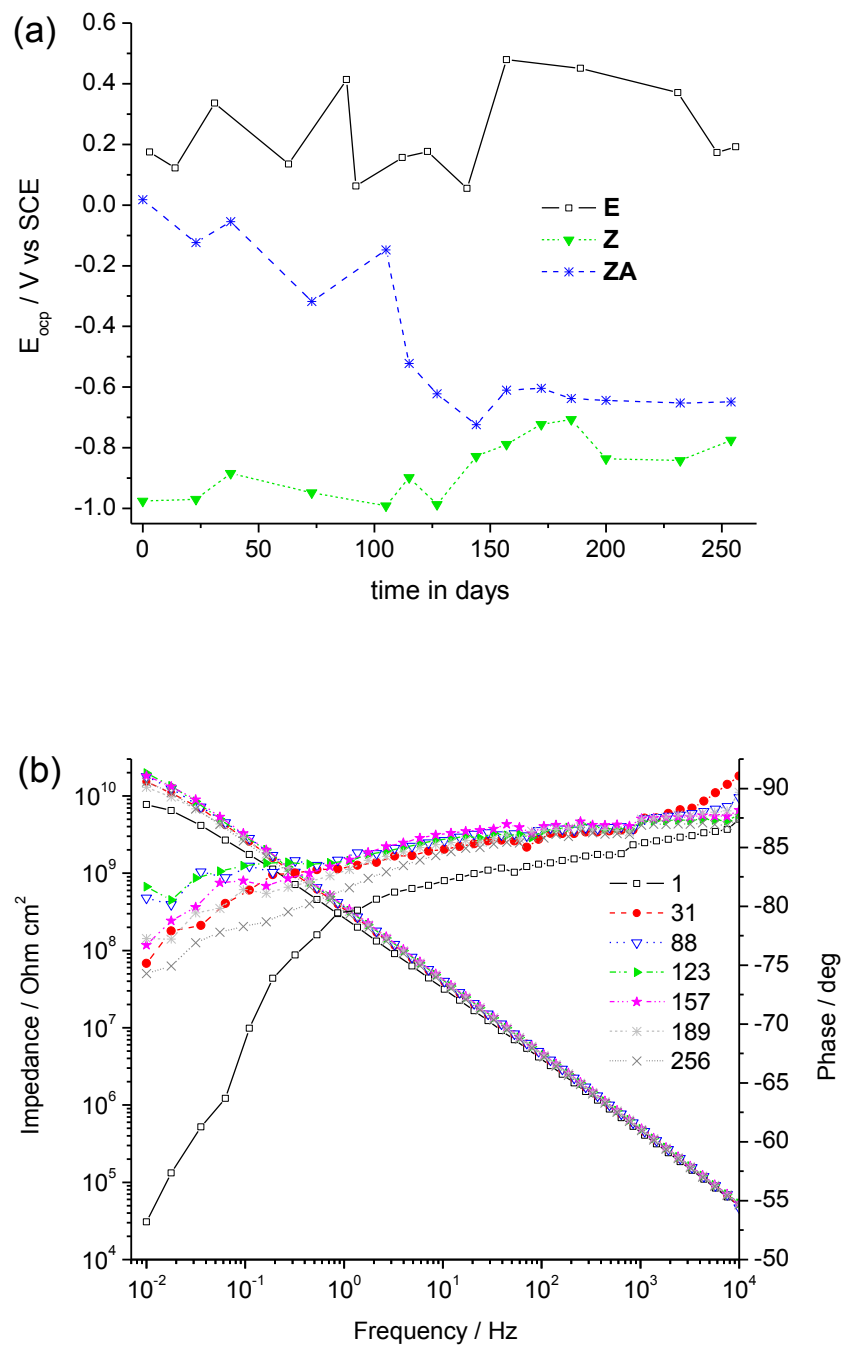 (a)
0.6
0.4
0.2
0.0
-0.2
-0.4
-0.6
-0.8
-1.0
E_ocp / V vs SCE
E
Z
ZA
0 50 100 150 200 250
time in days
(b)
10^10
10^9
10^8
10^7
10^6
10^5
10^4
Impedance / Ohm cm^2
1
31
88
123
157
189
256
-90
-85
-80
-75
-70
-65
-60
-55
-50
Phase / deg
10^-2 10^-1 10^0 10^1 10^2 10^3 10^4
Frequency / Hz